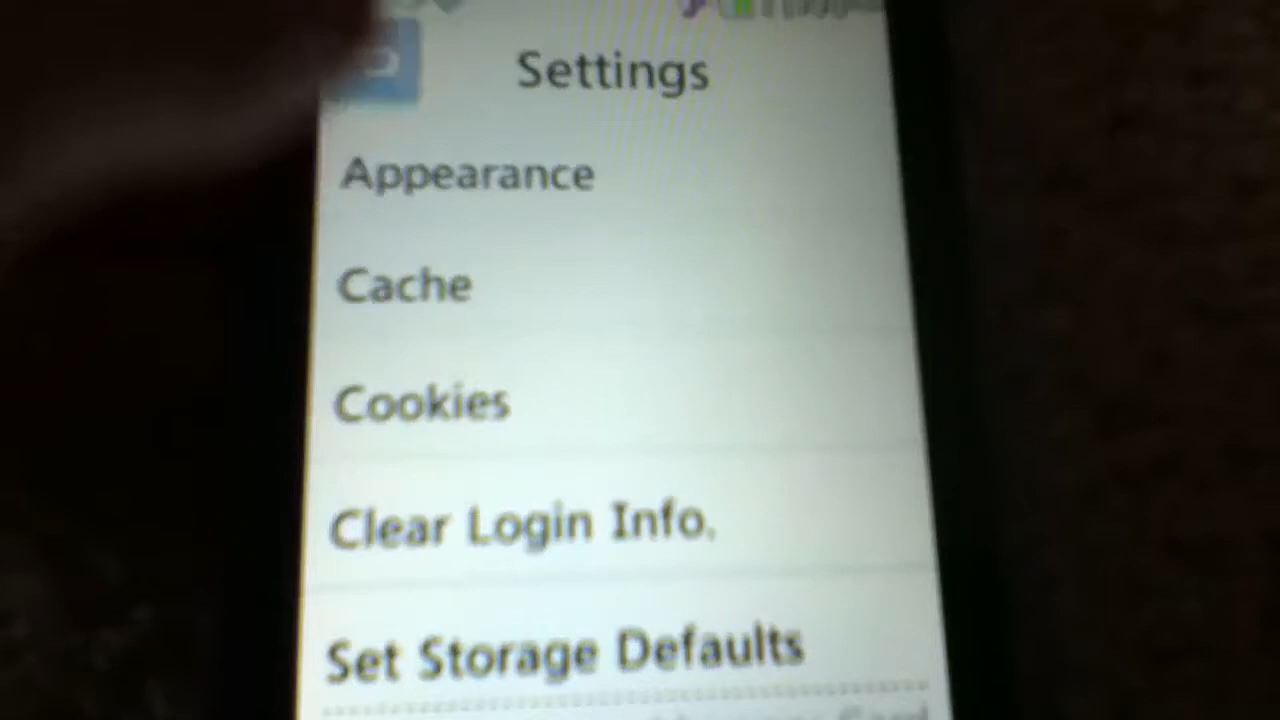 Settings
Appearance
Cache
Cookies
Clear Login Info.
Set Storage Defaults